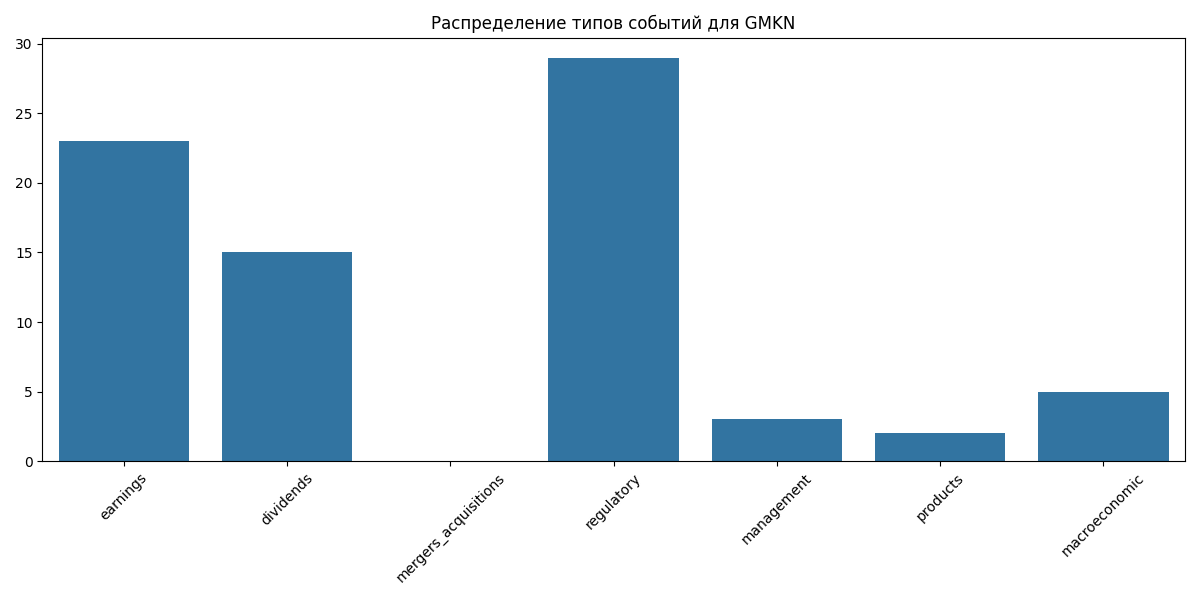 Распределение типов событий для GMKN
30
25
20
15
10
5
0
earnings
dividends
mergers_acquisitions
regulatory
management
products
macroeconomic